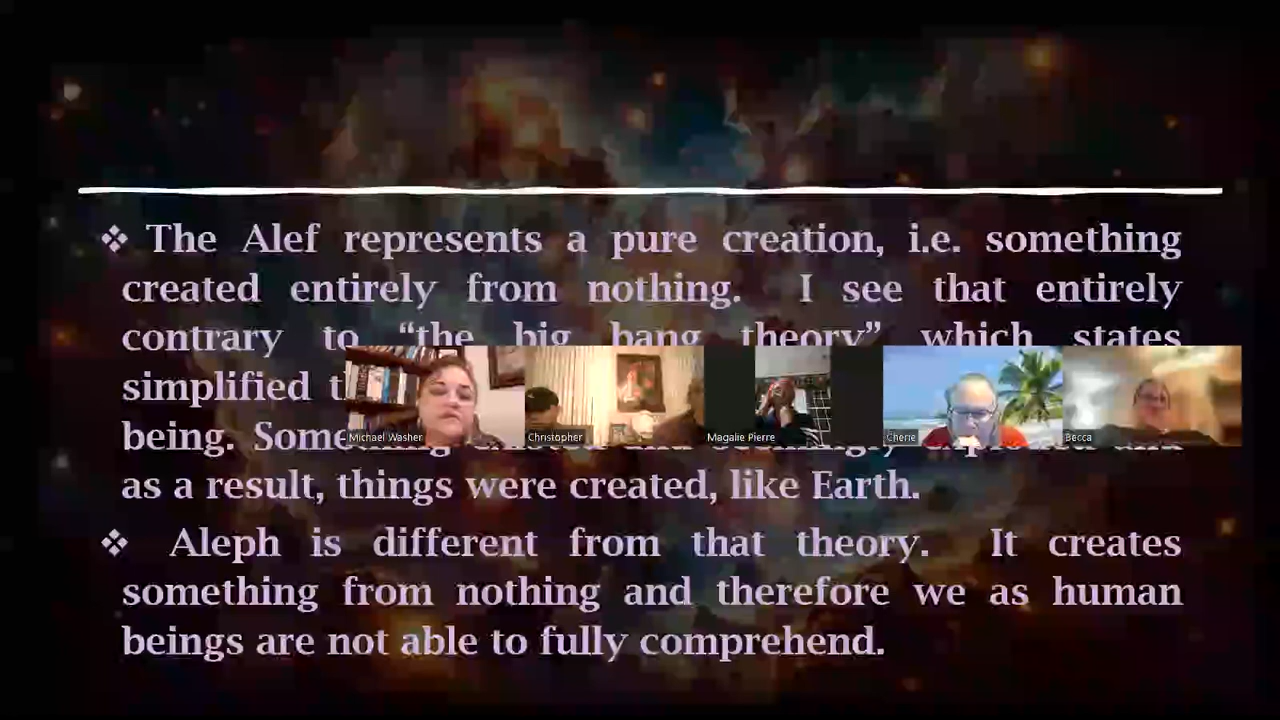 ❖ The Alef represents a pure creation, i.e. something
created entirely from nothing. I see that entirely
contrary to “the big bang theory” which states
simplified
being.
as a result, things were created, like Earth.
❖ Aleph is different from that theory. It creates
something from nothing and therefore we as human
beings are not able to fully comprehend.
Michael Washer
Christopher
Magalie Pierre
Cherie
Becca